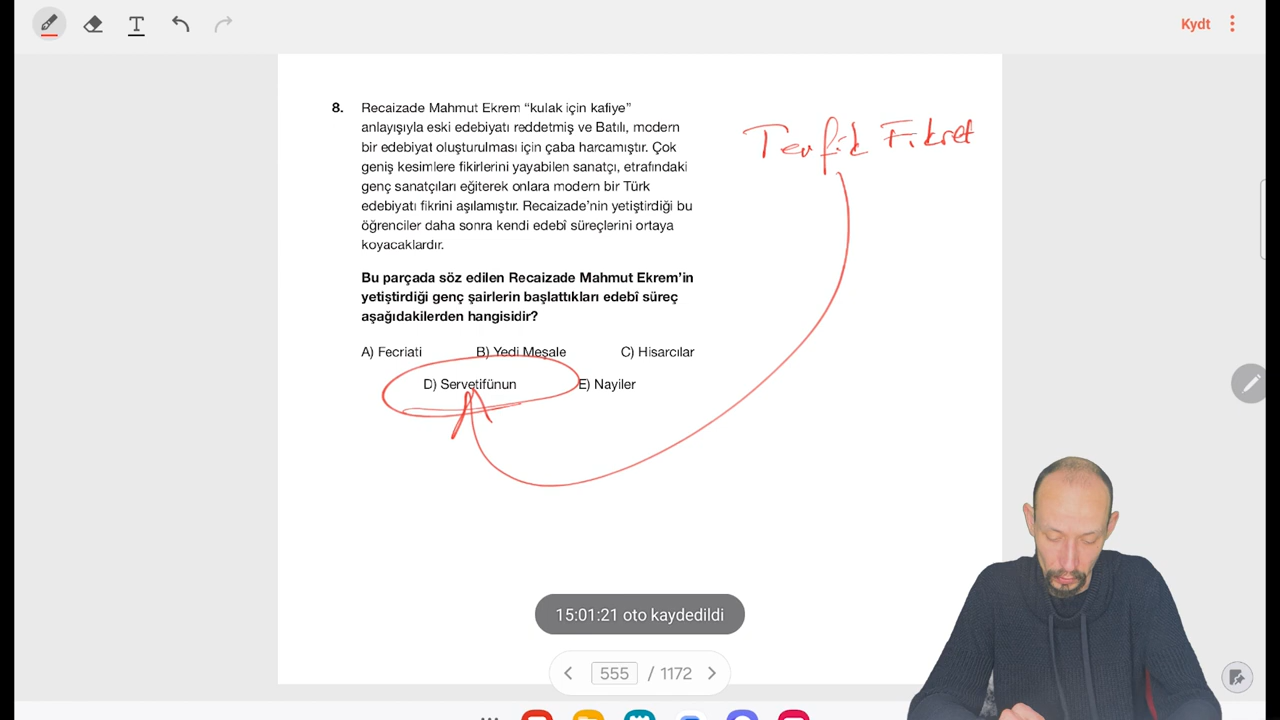 Kydt
8. Recaizade Mahmut Ekrem “kulak için kafiye”
anlayışıyla eski edebiyatı reddetmiş ve Batılı, modern
bir edebiyat oluşturulması için çaba harcamıştır. Çok
geniş kesimlere fikirlerini yayabilen sanatçı, etrafındaki
genç sanatçıları eğiterek onlara modern bir Türk
edebiyatı fikrini aşılamıştır. Recaizade’nin yetiştirdiği bu
öğrenciler daha sonra kendi edebî süreçlerini ortaya
koyacaklardır.
Tevfik Fikret
Bu parçada söz edilen Recaizade Mahmut Ekrem’in
yetiştirdiği genç şairlerin başlattıkları edebî süreç
aşağıdakilerden hangisidir?
A) Fecriati B) Yedi Meşale C) Hisarcılar
D) Servetifünun E) Nayiler
15:01:21 oto kaydedildi
555 / 1172